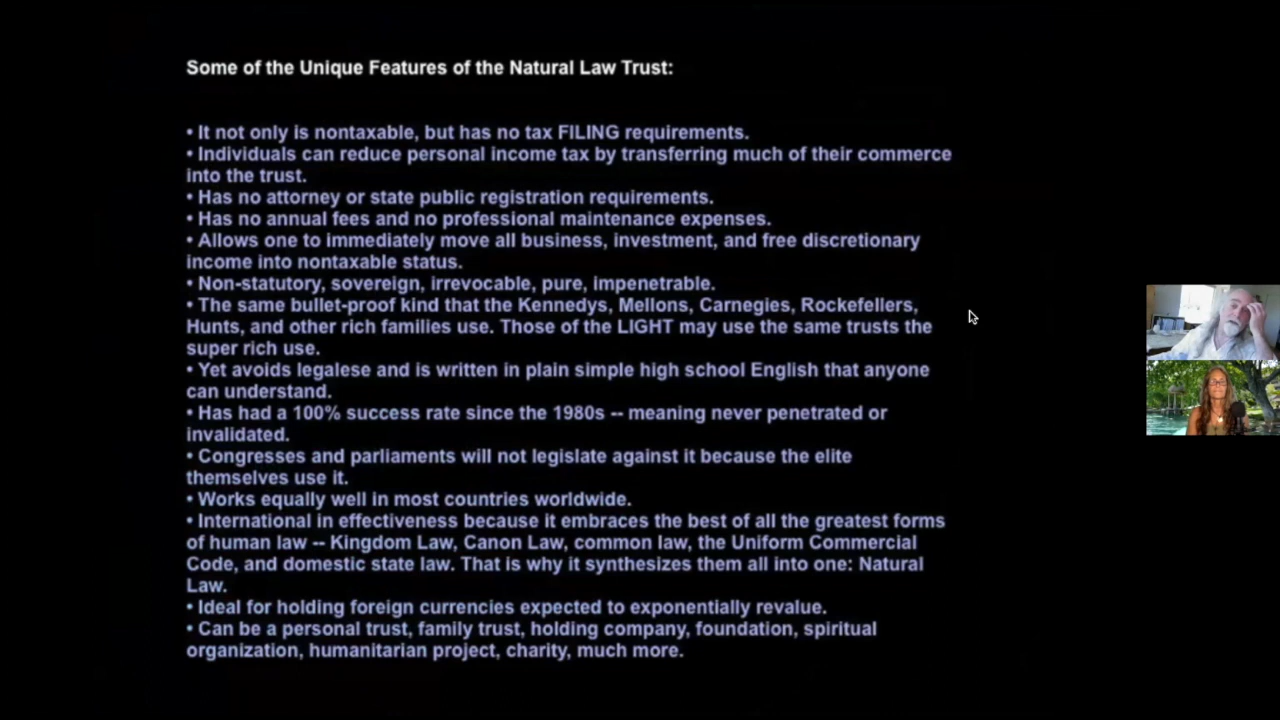 Some of the Unique Features of the Natural Law Trust:
• It not only is nontaxable, but has no tax FILING requirements.
• Individuals can reduce personal income tax by transferring much of their commerce
into the trust.
• Has no attorney or state public registration requirements.
• Has no annual fees and no professional maintenance expenses.
• Allows one to immediately move all business, investment, and free discretionary
income into nontaxable status.
• Non-statutory, sovereign, irrevocable, pure, impenetrable.
• The same bullet-proof kind that the Kennedys, Mellons, Carnegies, Rockefellers,
Hunts, and other rich families use. Those of the LIGHT may use the same trusts the
super rich use.
• Yet avoids legalese and is written in plain simple high school English that anyone
can understand.
• Has had a 100% success rate since the 1980s -- meaning never penetrated or
invalidated.
• Congresses and parliaments will not legislate against it because the elite
themselves use it.
• Works equally well in most countries worldwide.
• International in effectiveness because it embraces the best of all the greatest forms
of human law -- Kingdom Law, Canon Law, common law, the Uniform Commercial
Code, and domestic state law. That is why it synthesizes them all into one: Natural
Law.
• Ideal for holding foreign currencies expected to exponentially revalue.
• Can be a personal trust, family trust, holding company, foundation, spiritual
organization, humanitarian project, charity, much more.